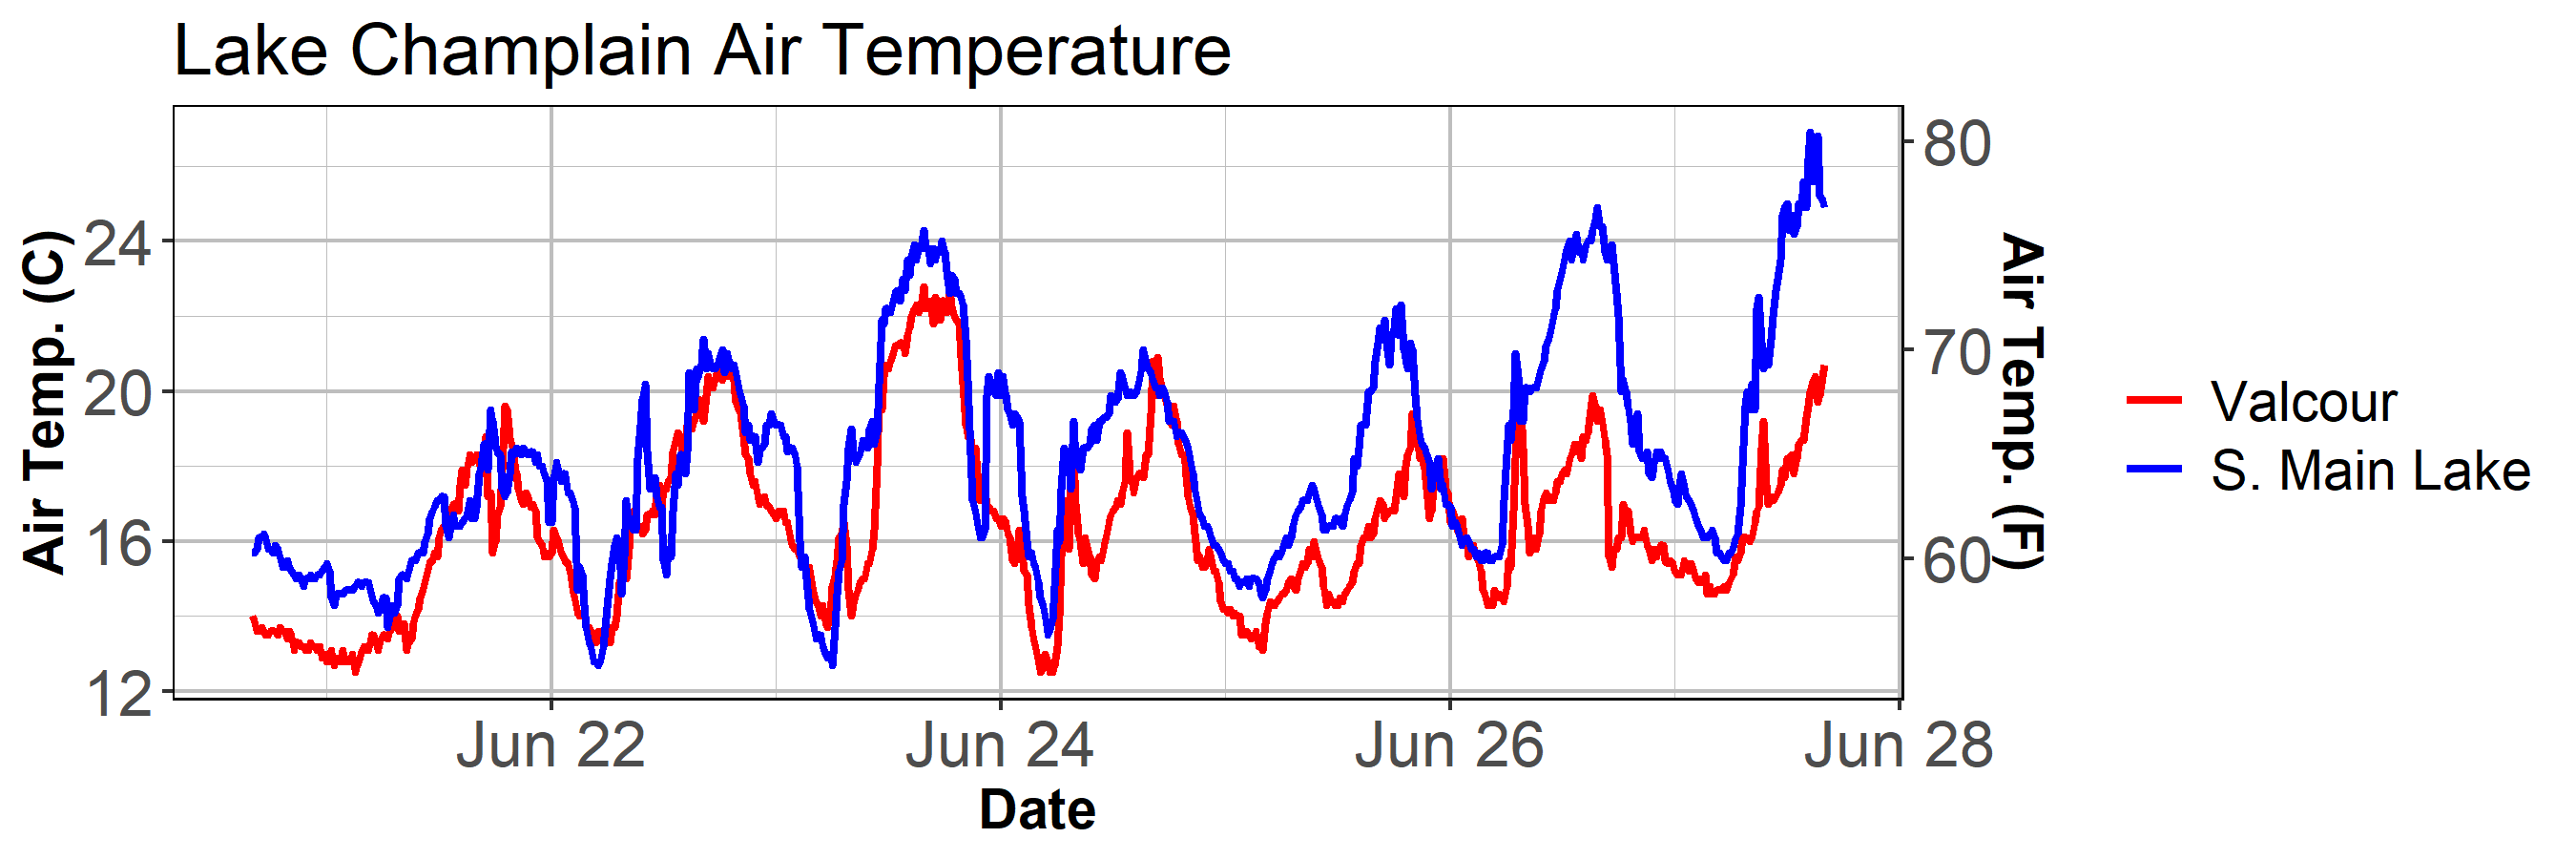 Lake Champlain Air Temperature
Air Temp. (C)
24
20
16
12
80
70
60
Air Temp. (F)
Jun 22
Jun 24
Jun 26
Jun 28
Date
Valcour
S. Main Lake